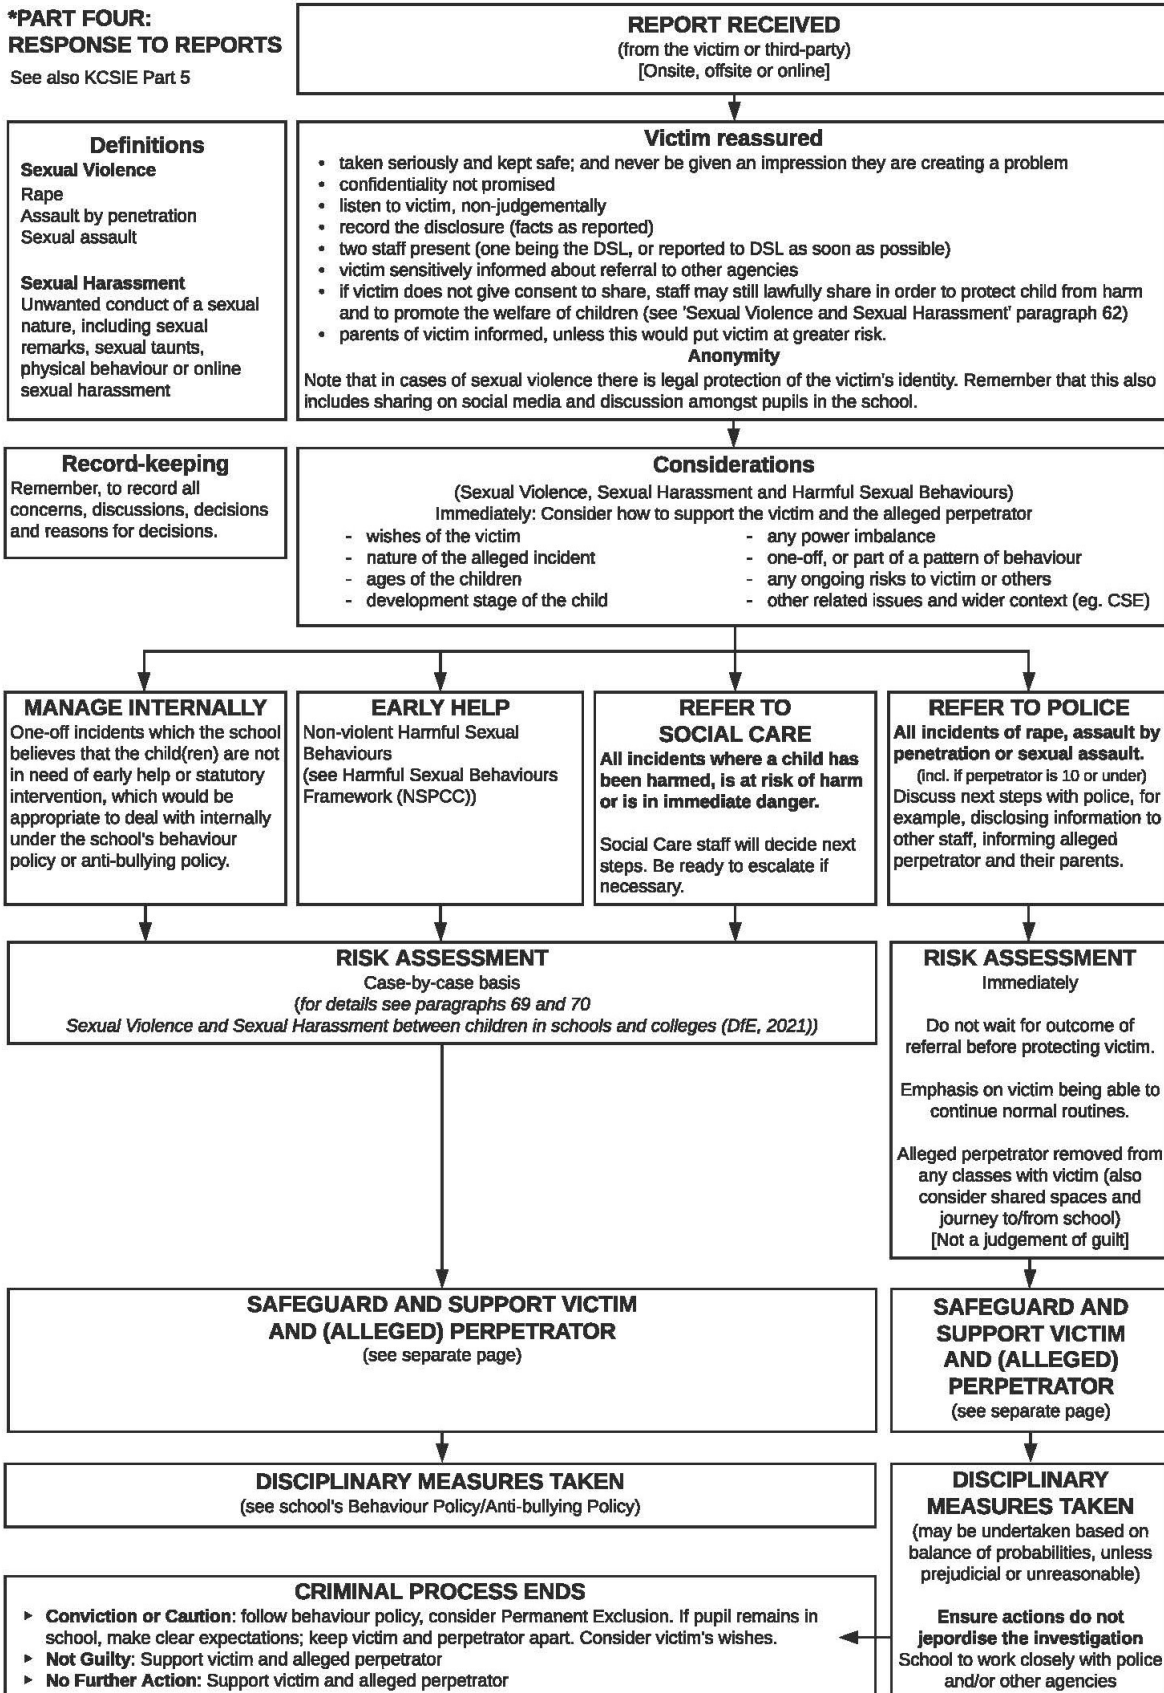 *PART FOUR:
RESPONSE TO REPORTS
See also KCSIE Part 5
REPORT RECEIVED
(from the victim or third-party)
[Onsite, offsite or online]
Definitions
Sexual Violence
Rape
Assault by penetration
Sexual assault
Sexual Harassment
Unwanted conduct of a sexual
nature, including sexual
remarks, sexual taunts,
physical behaviour or online
sexual harassment
Victim reassured
• taken seriously and kept safe; and never be given an impression they are creating a problem
• confidentiality not promised
• listen to victim, non-judgementally
• record the disclosure (facts as reported)
• two staff present (one being the DSL, or reported to DSL as soon as possible)
• victim sensitively informed about referral to other agencies
• if victim does not give consent to share, staff may still lawfully share in order to protect child from harm
and to promote the welfare of children (see 'Sexual Violence and Sexual Harassment' paragraph 62)
• parents of victim informed, unless this would put victim at greater risk.
Anonymity
Note that in cases of sexual violence there is legal protection of the victim's identity. Remember that this also
includes sharing on social media and discussion amongst pupils in the school.
Record-keeping
Remember, to record all
concerns, discussions, decisions
and reasons for decisions.
Considerations
(Sexual Violence, Sexual Harassment and Harmful Sexual Behaviours)
Immediately: Consider how to support the victim and the alleged perpetrator
- wishes of the victim
- nature of the alleged incident
- ages of the children
- development stage of the child
- any power imbalance
- one-off, or part of a pattern of behaviour
- any ongoing risks to victim or others
- other related issues and wider context (eg. CSE)
MANAGE INTERNALLY
One-off incidents which the school
believes that the child(ren) are not
in need of early help or statutory
intervention, which would be
appropriate to deal with internally
under the school's behaviour
policy or anti-bullying policy.
EARLY HELP
Non-violent Harmful Sexual
Behaviours
(see Harmful Sexual Behaviours
Framework (NSPCC))
REFER TO
SOCIAL CARE
All incidents where a child has
been harmed, is at risk of harm
or is in immediate danger.
Social Care staff will decide next
steps. Be ready to escalate if
necessary.
REFER TO POLICE
All incidents of rape, assault by
penetration or sexual assault.
(incl. if perpetrator is 10 or under)
Discuss next steps with police, for
example, disclosing information to
other staff, informing alleged
perpetrator and their parents.
RISK ASSESSMENT
Case-by-case basis
(for details see paragraphs 69 and 70
Sexual Violence and Sexual Harassment between children in schools and colleges (DfE, 2021))
RISK ASSESSMENT
Immediately
Do not wait for outcome of
referral before protecting victim.
Emphasis on victim being able to
continue normal routines.
Alleged perpetrator removed from
any classes with victim (also
consider shared spaces and
journey to/from school)
[Not a judgement of guilt]
SAFEGUARD AND SUPPORT VICTIM
AND (ALLEGED) PERPETRATOR
(see separate page)
SAFEGUARD AND
SUPPORT VICTIM
AND (ALLEGED)
PERPETRATOR
(see separate page)
DISCIPLINARY MEASURES TAKEN
(see school's Behaviour Policy/Anti-bullying Policy)
DISCIPLINARY
MEASURES TAKEN
(may be undertaken based on
balance of probabilities, unless
prejudicial or unreasonable)
Ensure actions do not
jepordise the investigation
School to work closely with police
and/or other agencies
CRIMINAL PROCESS ENDS
▸ Conviction or Caution: follow behaviour policy, consider Permanent Exclusion. If pupil remains in
school, make clear expectations; keep victim and perpetrator apart. Consider victim's wishes.
▸ Not Guilty: Support victim and alleged perpetrator
▸ No Further Action: Support victim and alleged perpetrator